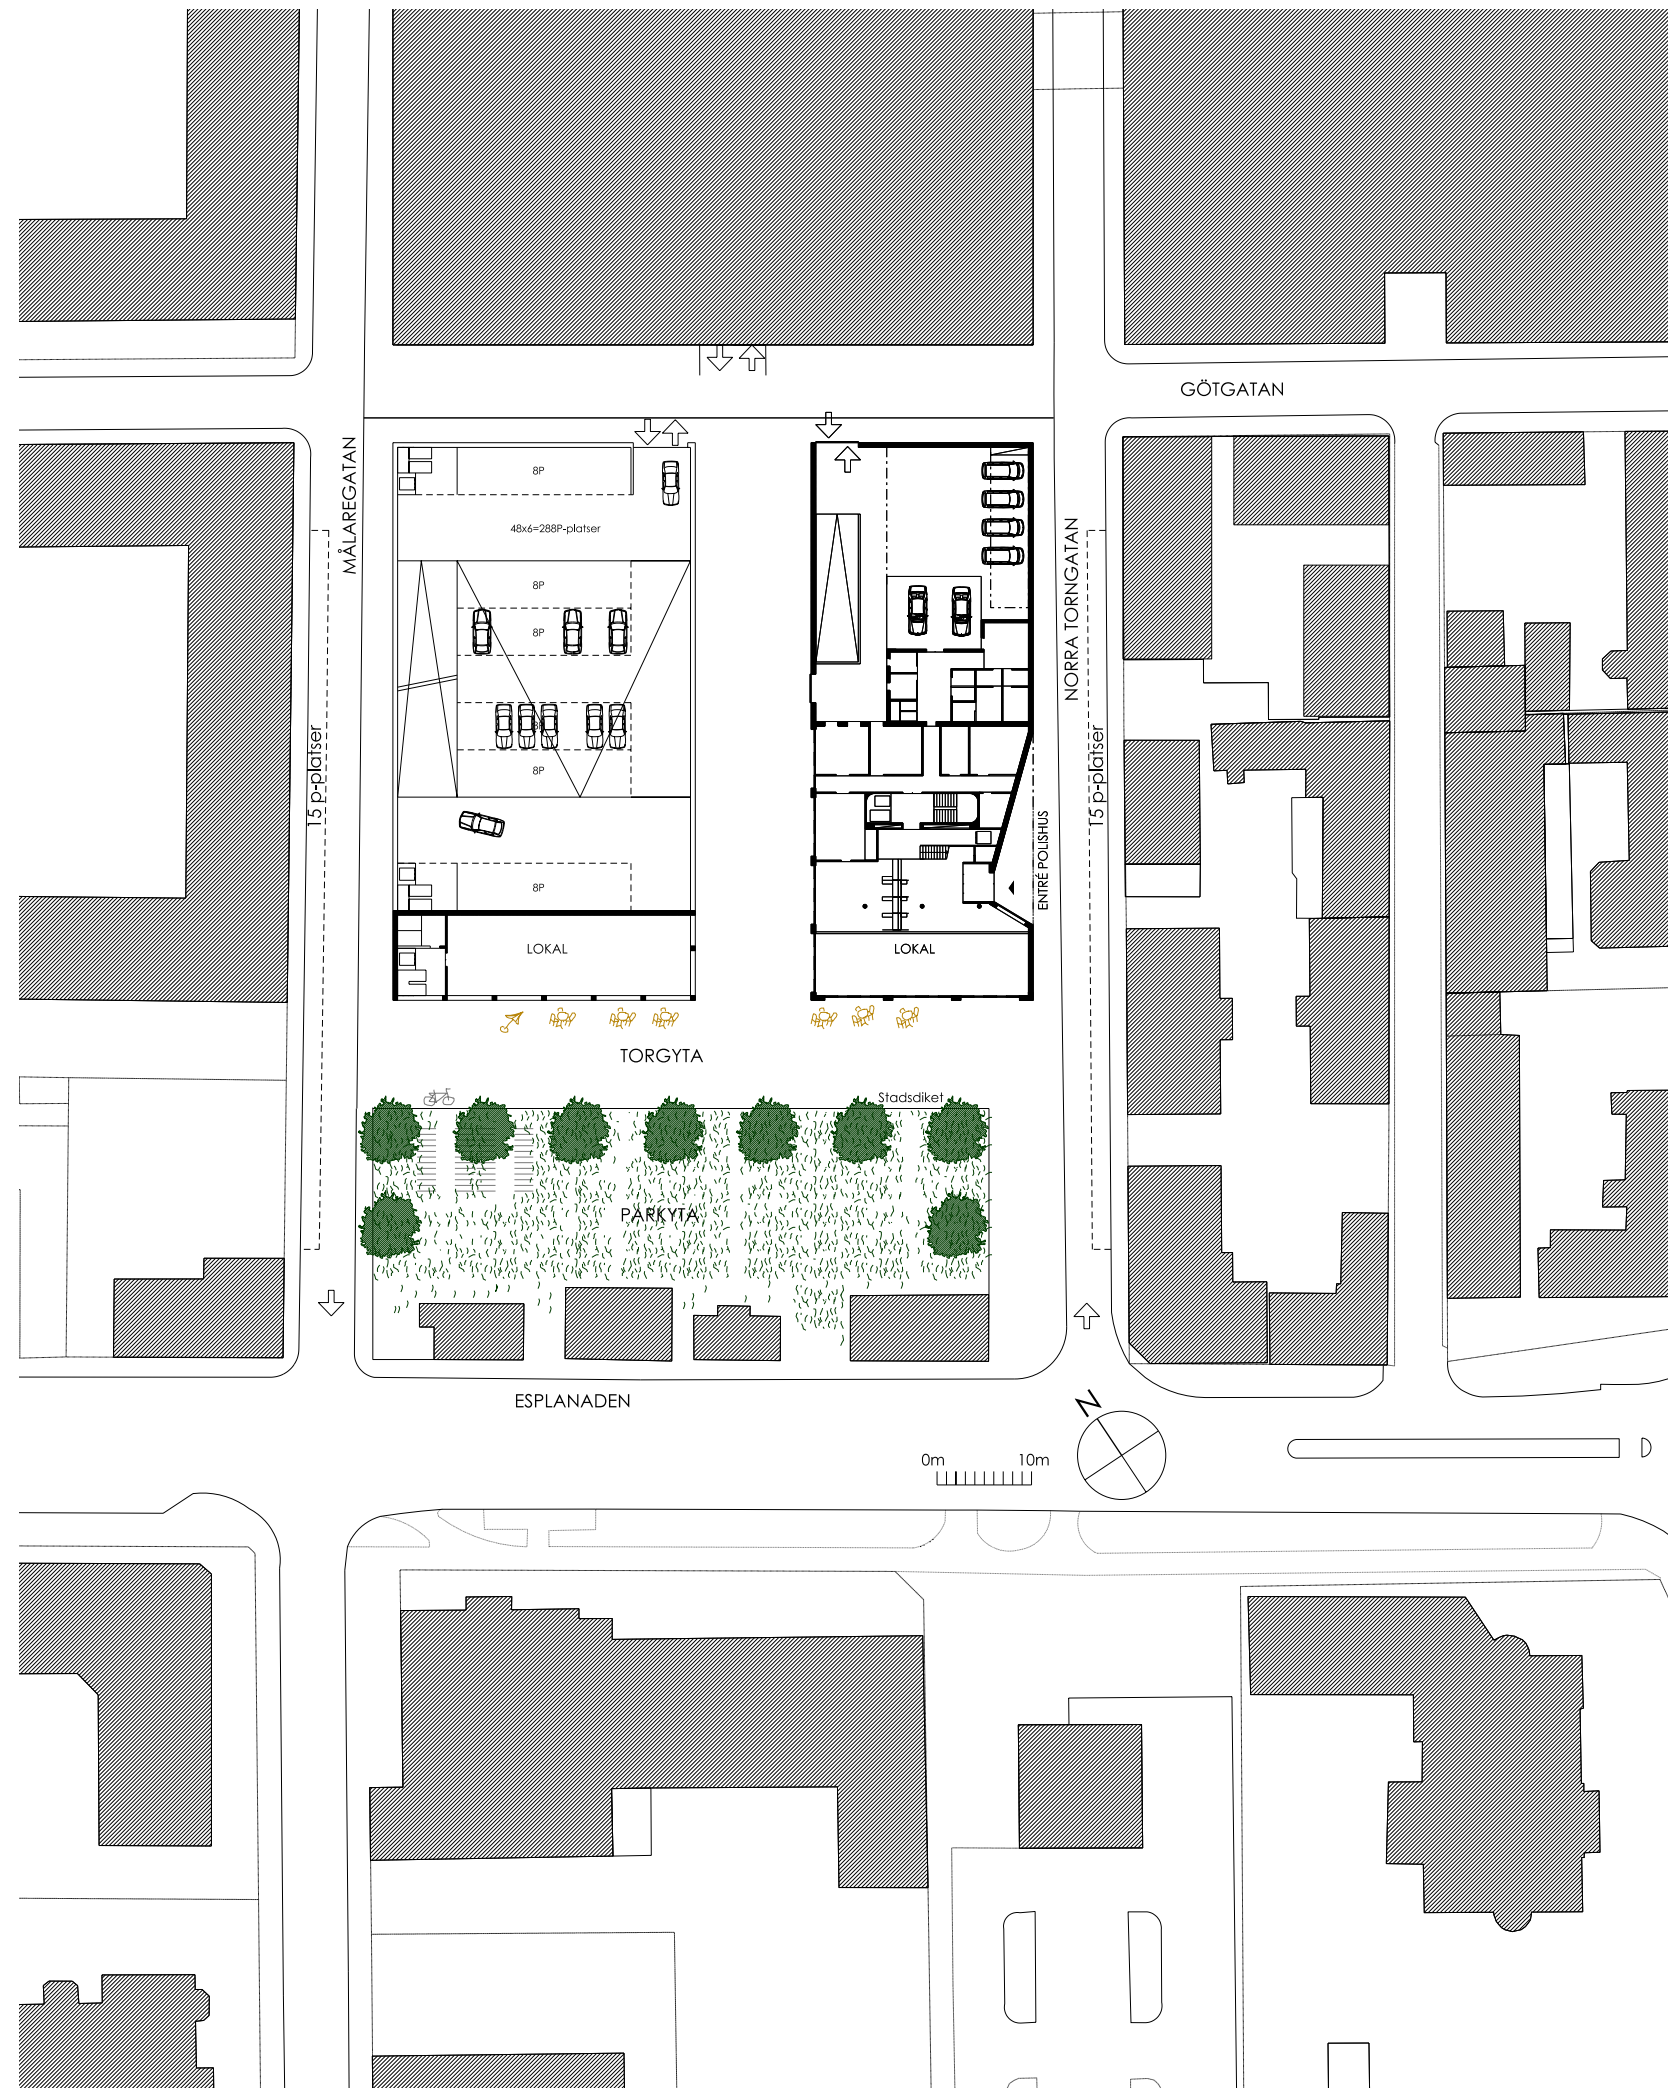 GÖTGATAN
MÅLAREGATAN
8P
48x6=288P-platser
8P
8P
8P
8P
8P
LOKAL
15 p-platser
NORRA TORNGATAN
15 p-platser
ENTRÉ POLISHUS
LOKAL
TORGYTA
Stadsdiket
PARKYTA
ESPLANADEN
N
0m 10m